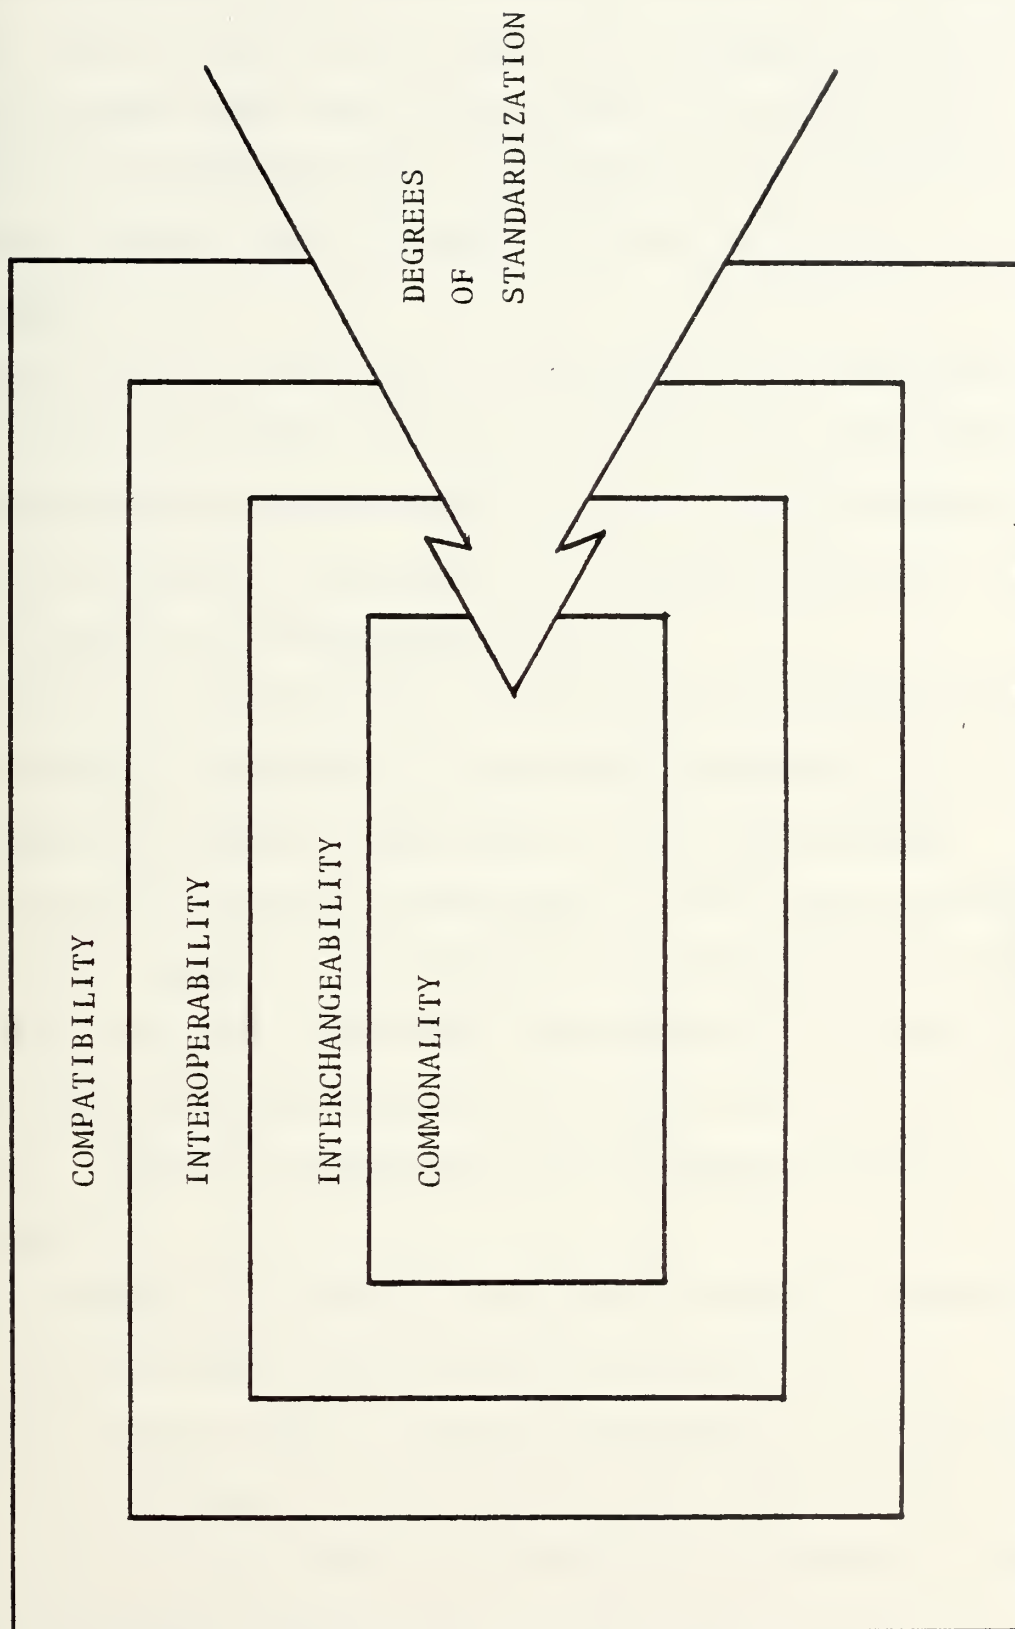 COMPATIBILITY
INTEROPERABILITY
INTERCHANGEABILITY
COMMONALITY
DEGREES
OF
STANDARDIZATION